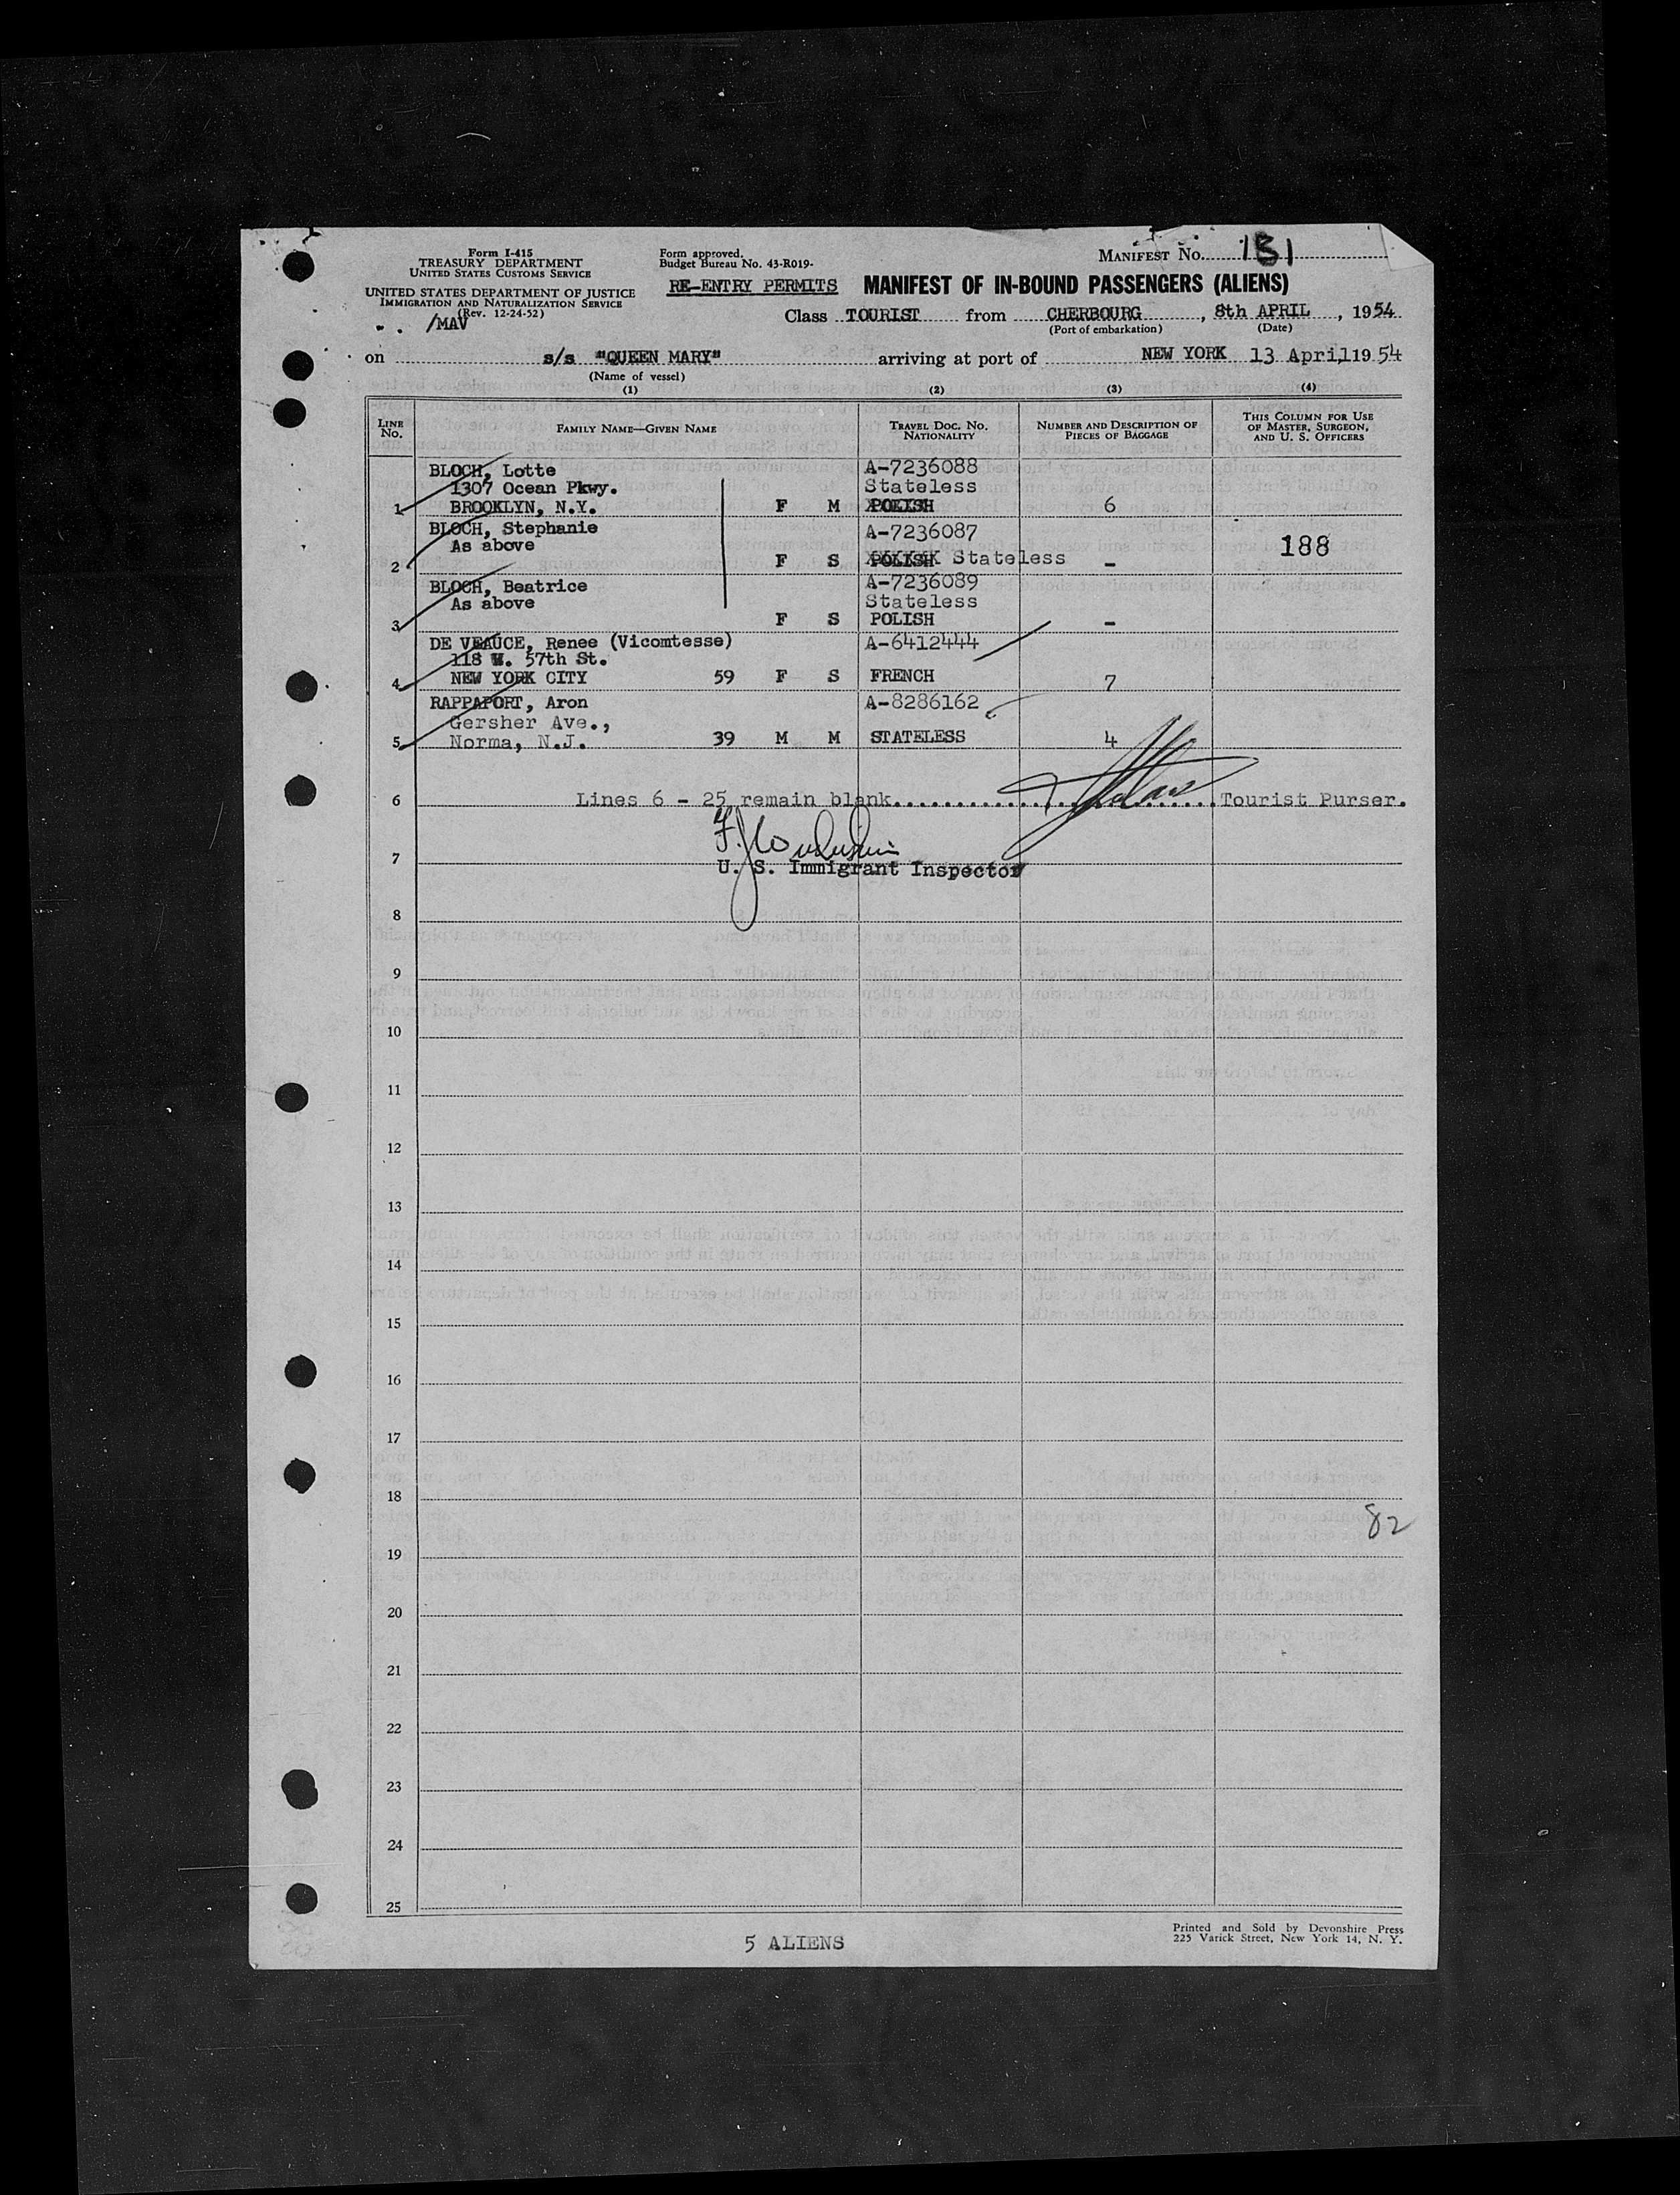 Form I-415
TREASURY DEPARTMENT
UNITED STATES CUSTOMS SERVICE
UNITED STATES DEPARTMENT OF JUSTICE
IMMIGRATION AND NATURALIZATION SERVICE
(Rev. 12-24-52)
/MAV
Form approved.
Budget Bureau No. 43-R019-
RE-ENTRY PERMITS
MANIFEST No. 131
MANIFEST OF IN-BOUND PASSENGERS (ALIENS)
Class TOURIST from CHERBOURG, 8th APRIL, 1954
(Port of embarkation) (Date)
on s/s "QUEEN MARY" arriving at port of NEW YORK 13 April, 1954
(Name of vessel)
(1) (2) (3) (4)
LINE No. FAMILY NAME—GIVEN NAME TRAVEL DOC. NO. NATIONALITY NUMBER AND DESCRIPTION OF PIECES OF BAGGAGE THIS COLUMN FOR USE OF MASTER, SURGEON, AND U. S. OFFICERS
BLOCH, Lotte A-7236088
1307 Ocean Pkwy. Stateless
1 BROOKLYN, N.Y. F M POLISH 6
BLOCH, Stephanie A-7236087
As above 188
2 F S POLISH Stateless -
BLOCH, Beatrice A-7236089
As above Stateless
3 F S POLISH -
DE VEAUCE, Renee (Vicomtesse) A-6412444
118 W. 57th St.
4 NEW YORK CITY 59 F S FRENCH 7
RAPPAPORT, Aron A-8286162
Gersher Ave.,
5 Norma, N.J. 39 M M STATELESS 4
6 Lines 6 - 25 remain blank. Tourist Purser.
7
U. S. Immigrant Inspector
8
9
10
11
12
13
14
15
16
17
18
82
19
20
21
22
23
24
25
5 ALIENS
Printed and Sold by Devonshire Press
225 Varick Street, New York 14, N. Y.